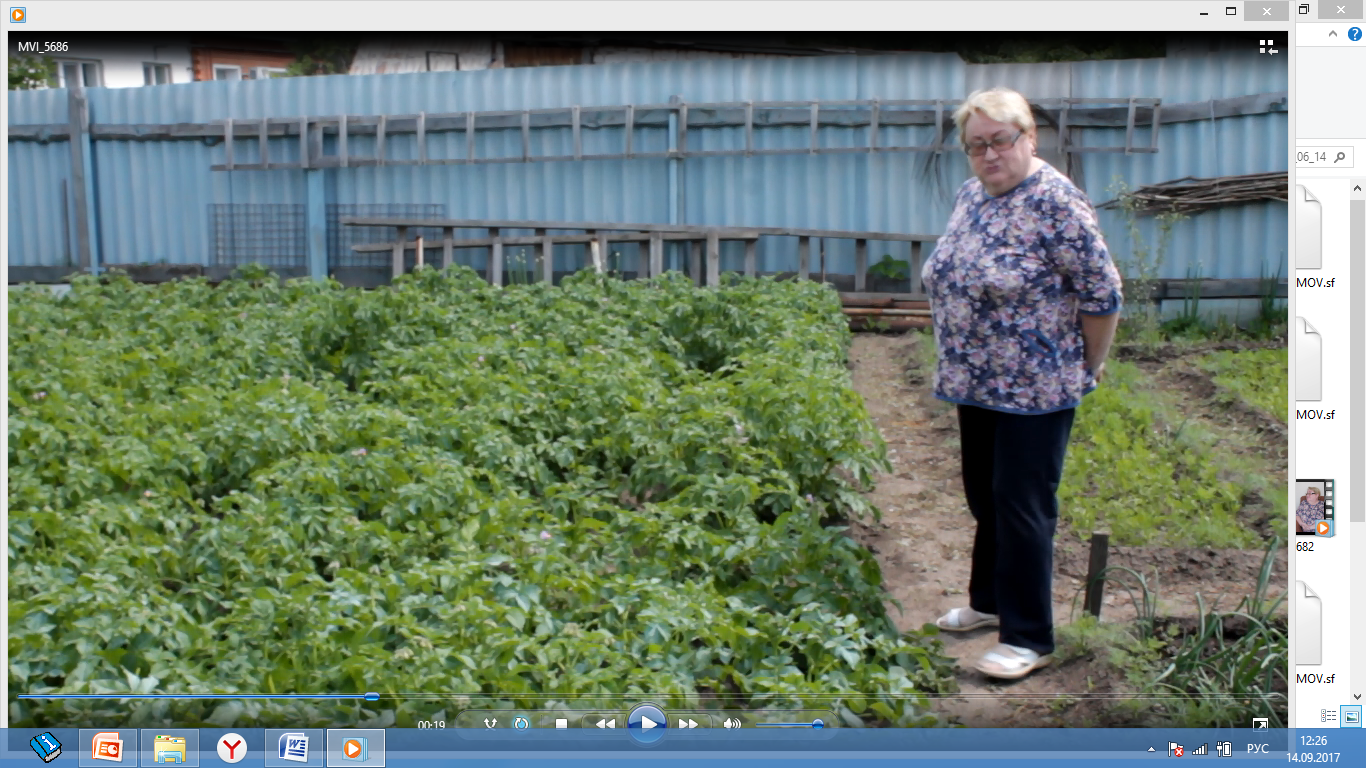 MVI_5686
?
.06_14
MOV.sf
MOV.sf
682
MOV.sf
00:19
РУС
12:26
14.09.2017